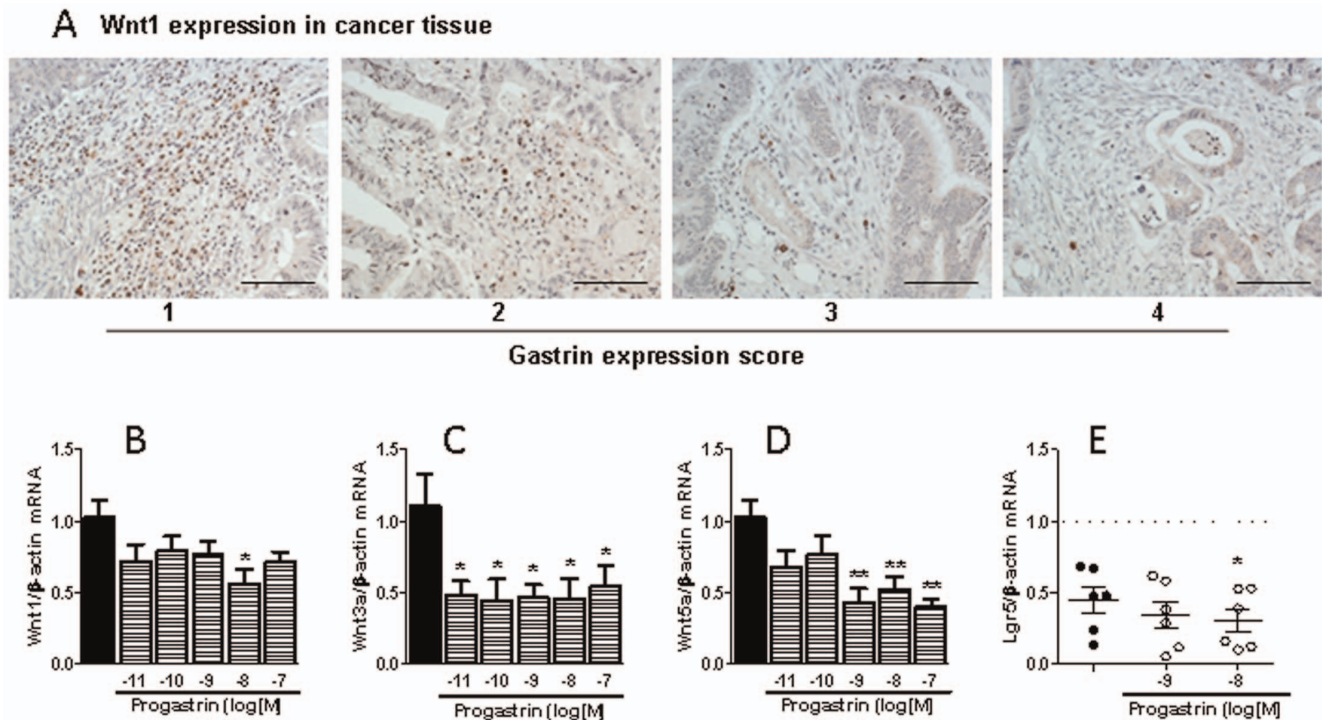 A Wnt1 expression in cancer tissue
1 2 3 4
Gastrin expression score
B
Wnt1/β-actin mRNA
1.5
1.0
0.5
0.0
*
-11 -10 -9 -8 -7
Progastrin (log[M]
C
Wnt3a/β-actin mRNA
1.5
1.0
0.5
0.0
* * * * *
-11 -10 -9 -8 -7
Progastrin (log[M]
D
Wnt5a/β-actin mRNA
1.5
1.0
0.5
0.0
** ** **
-11 -10 -9 -8 -7
Progastrin (log[M]
E
Lgr5/β-actin mRNA
1.5
1.0
0.5
0.0
*
-9 -8
Progastrin (log[M]